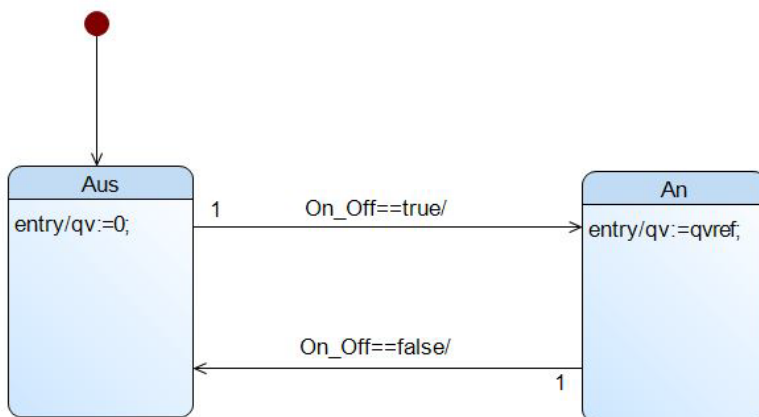 Aus
entry/qv:=0;
1
On_Off==true/
An
entry/qv:=qvref;
On_Off==false/
1